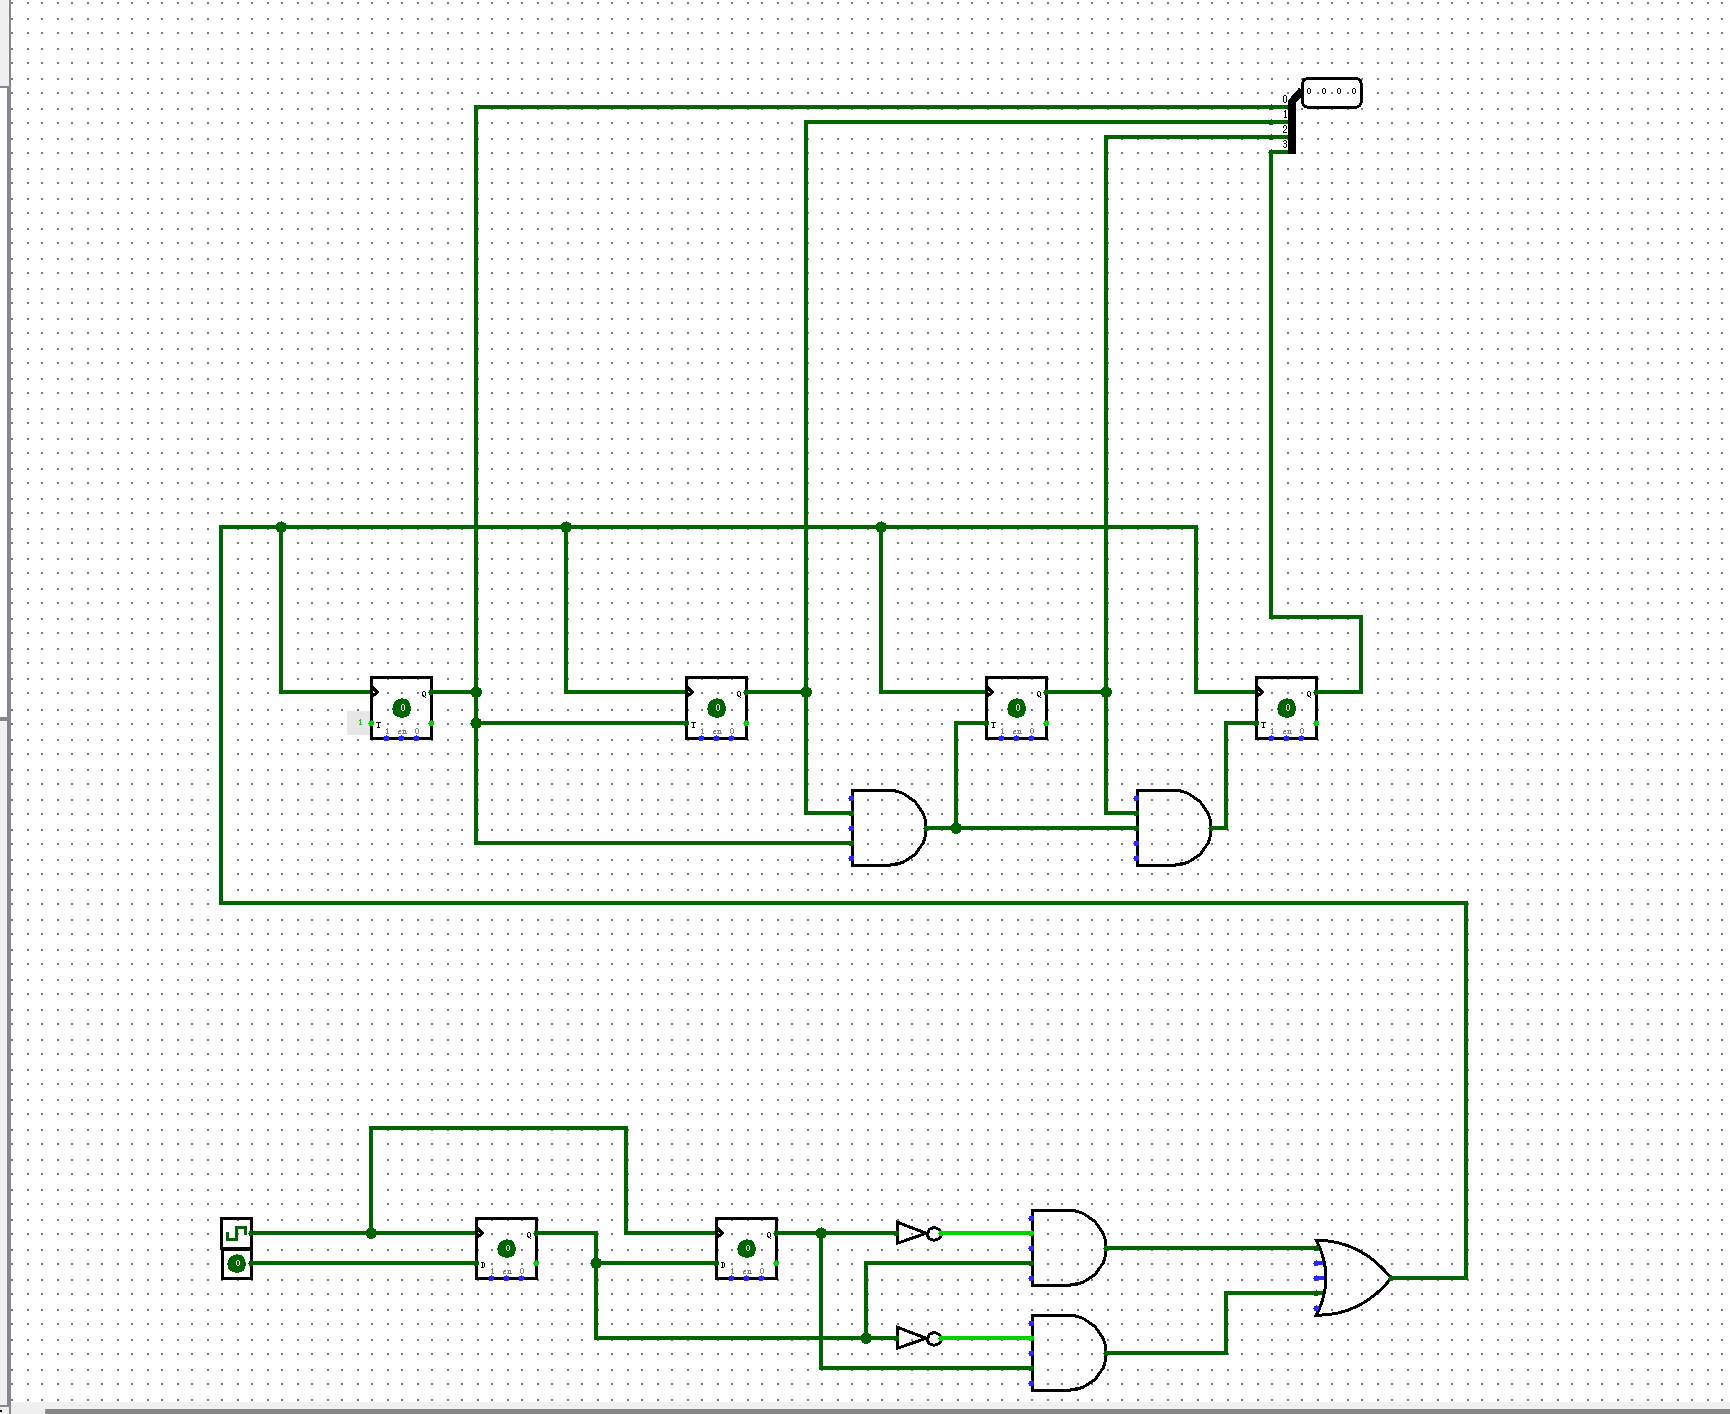 0
0 0 0 0
1
2
3
Q Q Q Q
0 0 0 0
1 T T T T
1 en 0 1 en 0 1 en 0 1 en 0
Q Q
0 0 0
D D
1 en 0 1 en 0